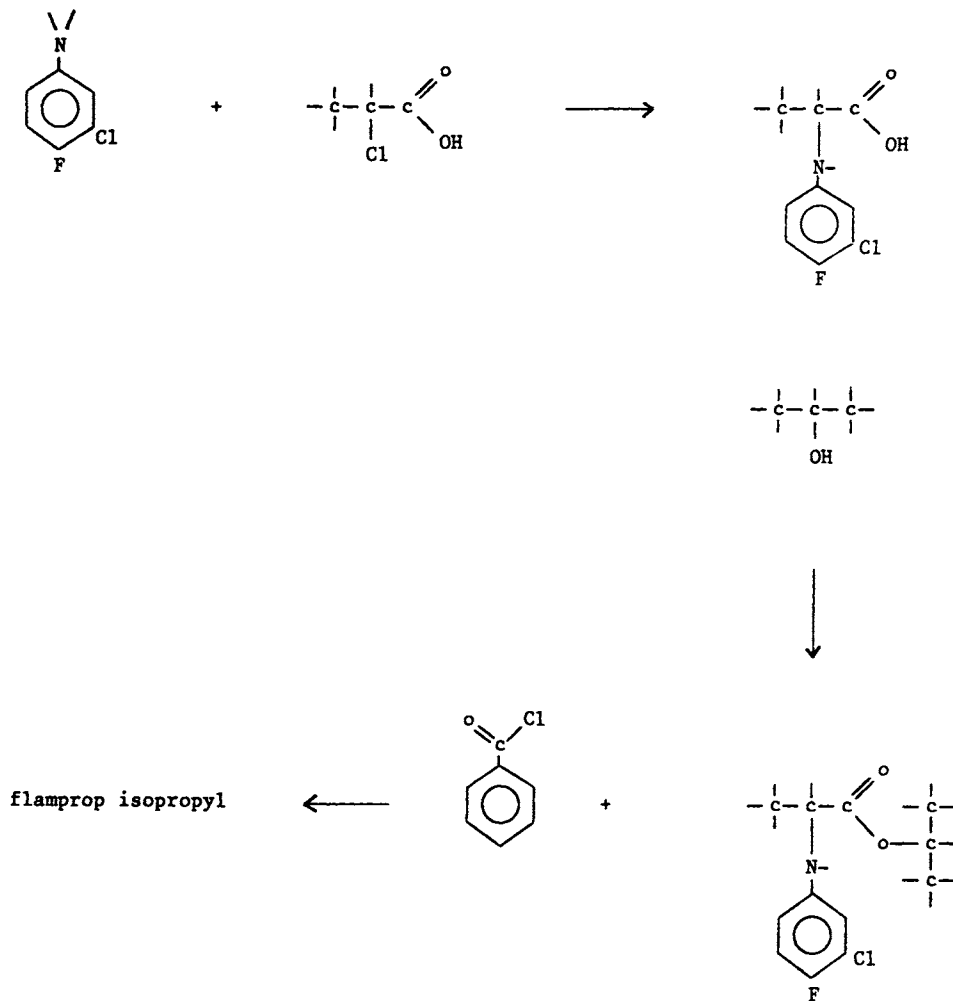 N
Cl
F
+
-C-C-C
O
OH
Cl
-C-C-C
O
OH
N-
Cl
F
-C-C-C-
OH
flamprop isopropyl
O
Cl
C
+
-C-C-C
O
O-C-
-C-
-C-
N-
Cl
F